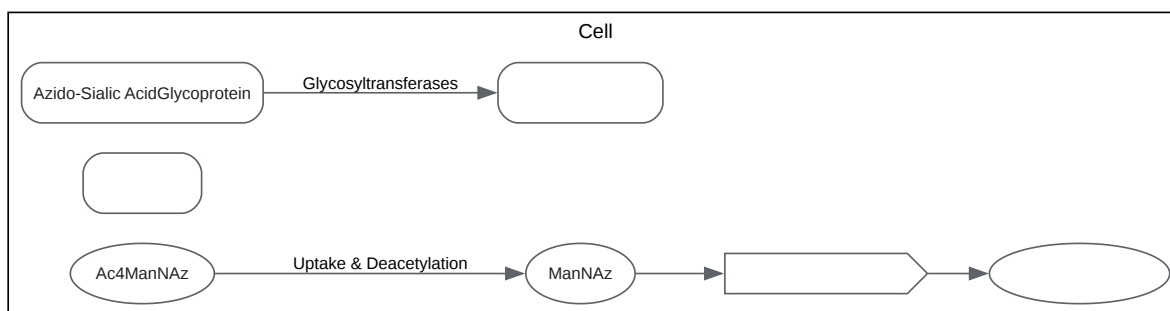 Cell
Azido-Sialic AcidGlycoprotein
Glycosyltransferases
Ac4ManNAz
Uptake & Deacetylation
ManNAz